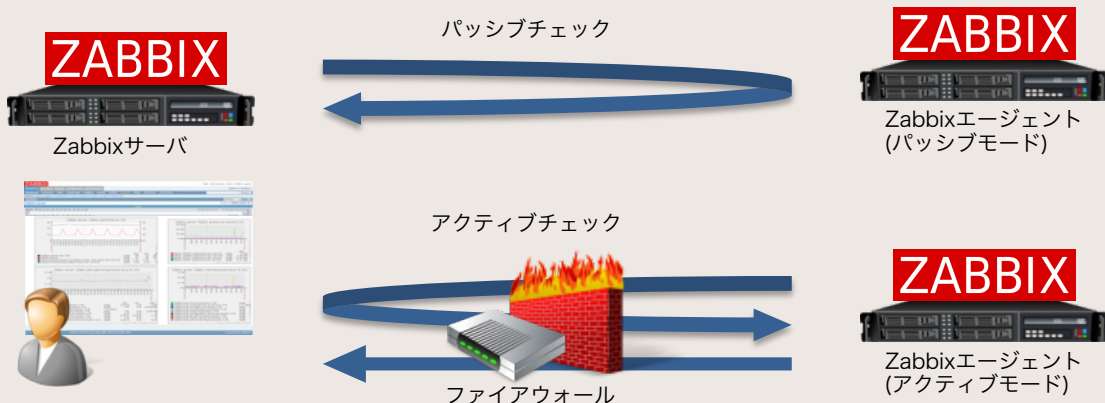 ZABBIX
Zabbixサーバ
パッシブチェック
ZABBIX
Zabbixエージェント
(パッシブモード)
アクティブチェック
ファイアウォール
ZABBIX
Zabbixエージェント
(アクティブモード)